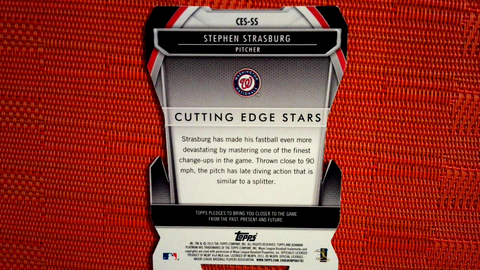 CES-SS
STEPHEN STRASBURG
PITCHER
W
CUTTING EDGE STARS
Strasburg has made his fastball even more
devastating by mastering one of the finest
change-ups in the game. Thrown close to 90
mph, the pitch has late diving action that is
similar to a splitter.
TOPPS PLEDGES TO BRING YOU CLOSER TO THE GAME
FROM THE PAST, PRESENT AND FUTURE.
Topps